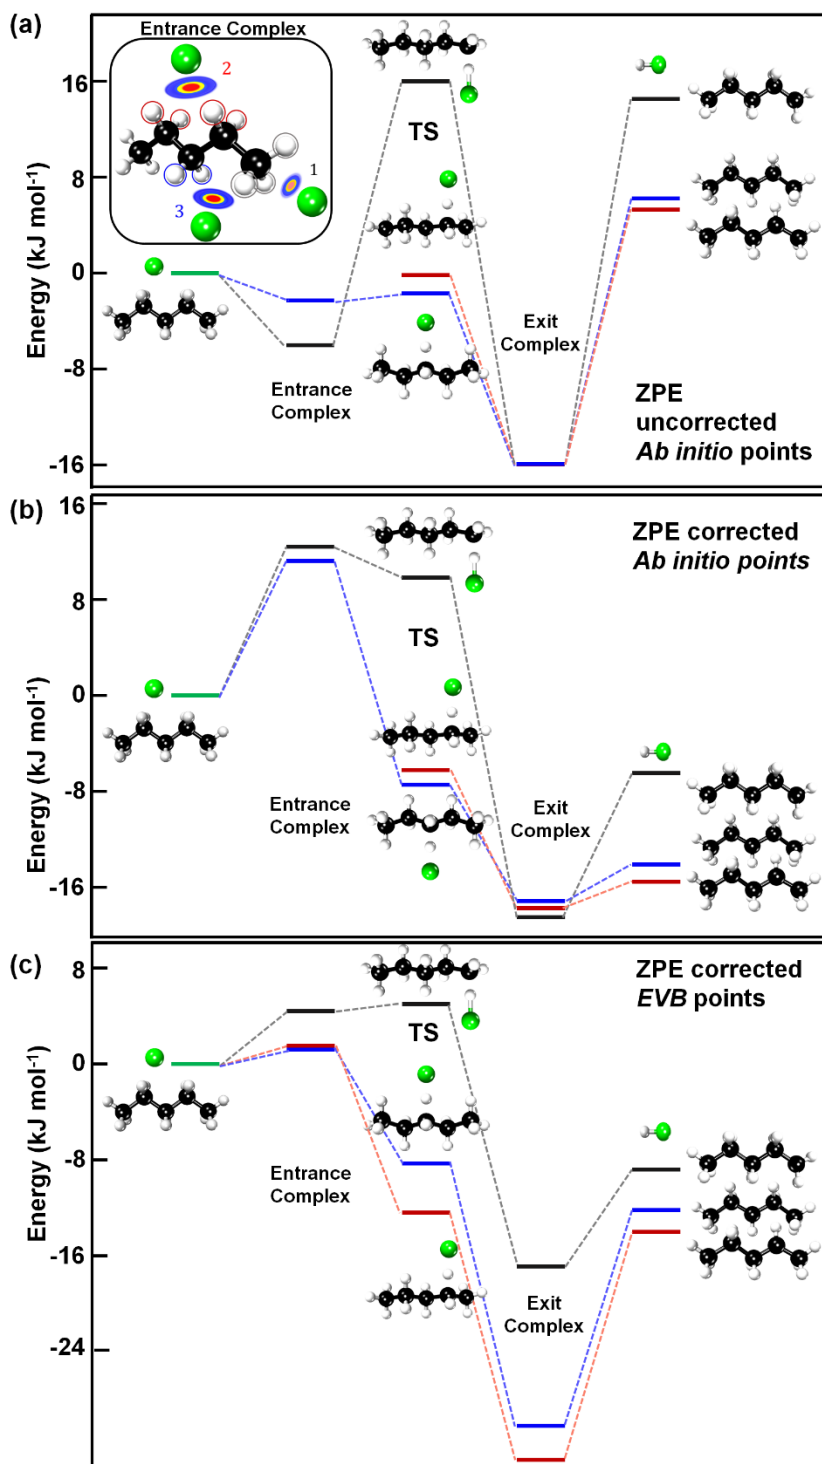 (a)
Entrance Complex
2
1
3
TS
16
8
0
-8
-16
Energy (kJ mol-1)
Entrance
Complex
Exit
Complex
ZPE
uncorrected
Ab initio points
(b)
16
8
0
-8
-16
Energy (kJ mol-1)
ZPE corrected
Ab initio points
TS
Entrance
Complex
Exit
Complex
(c)
8
0
-8
-16
-24
Energy (kJ mol-1)
ZPE corrected
EVB points
TS
Entrance
Complex
Exit
Complex